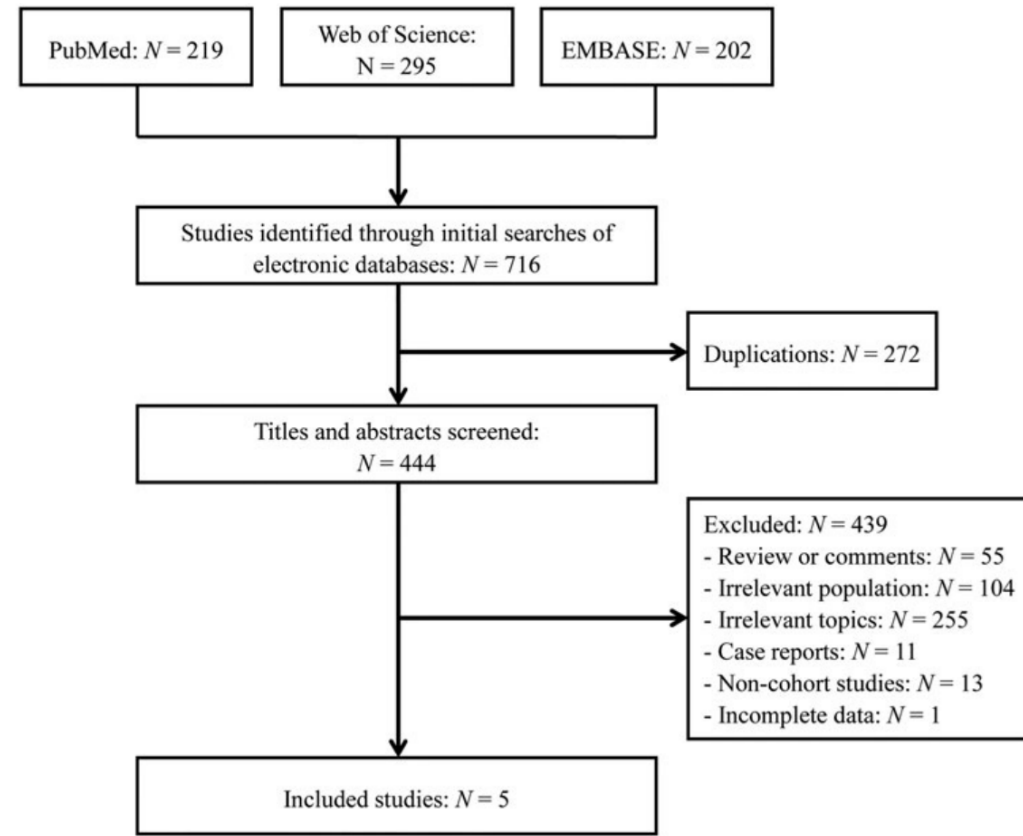 PubMed: N = 219
Web of Science:
N = 295
EMBASE: N = 202
Studies identified through initial searches of
electronic databases: N = 716
Duplications: N = 272
Titles and abstracts screened:
N = 444
Excluded: N = 439
- Review or comments: N = 55
- Irrelevant population: N = 104
- Irrelevant topics: N = 255
- Case reports: N = 11
- Non-cohort studies: N = 13
- Incomplete data: N = 1
Included studies: N = 5